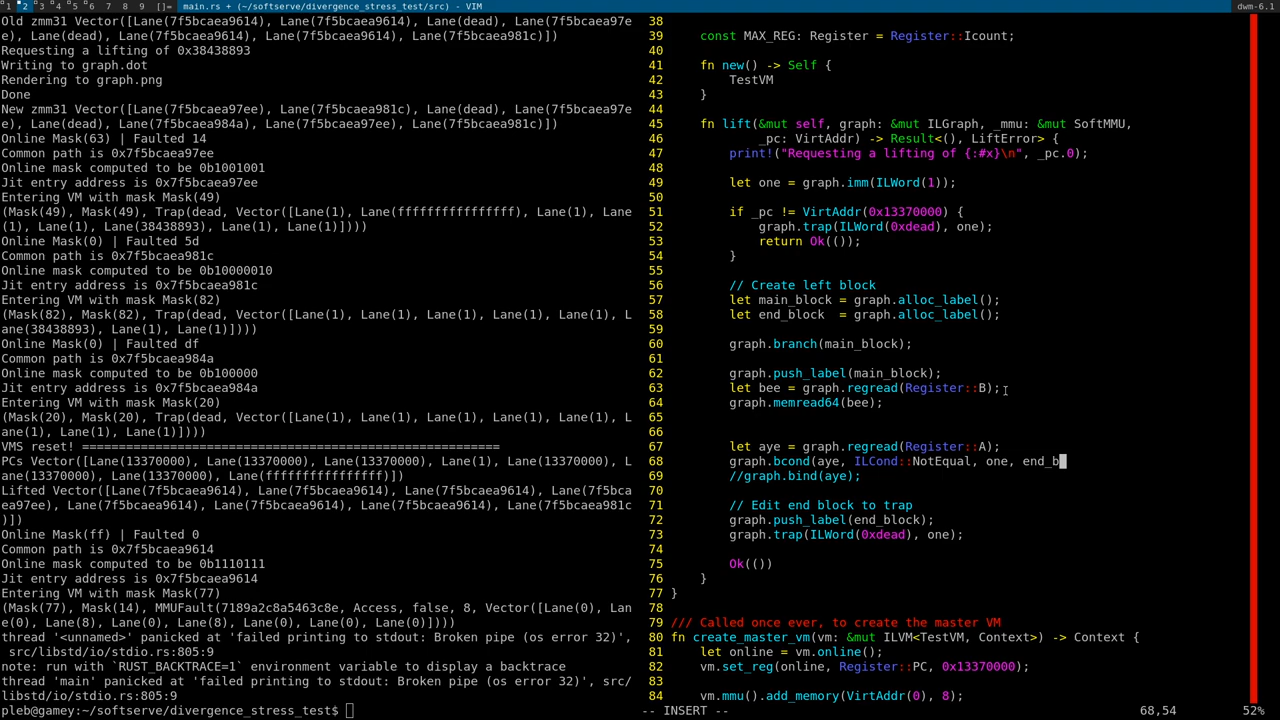 1 2 3 4 5 6 7 8 9 []= main.rs + (~/softserve/divergence_stress_test/src) - VIM dwm-6.1
Old zmm31 Vector([Lane(7f5bcaea9614), Lane(7f5bcaea9614), Lane(dead), Lane(7f5bcaea97e
e), Lane(dead), Lane(7f5bcaea9614), Lane(7f5bcaea9614), Lane(7f5bcaea981c)])
Requesting a lifting of 0x38438893
Writing to graph.dot
Rendering to graph.png
Done
New zmm31 Vector([Lane(7f5bcaea97ee), Lane(7f5bcaea981c), Lane(dead), Lane(7f5bcaea97e
e), Lane(dead), Lane(7f5bcaea984a), Lane(7f5bcaea97ee), Lane(7f5bcaea981c)])
Online Mask(63) | Faulted 14
Common path is 0x7f5bcaea97ee
Online mask computed to be 0b1001001
Jit entry address is 0x7f5bcaea97ee
Entering VM with mask Mask(49)
(Mask(49), Mask(49), Trap(dead, Vector([Lane(1), Lane(ffffffffffffffff), Lane(1), Lane
(1), Lane(1), Lane(38438893), Lane(1), Lane(1)])))
Online Mask(0) | Faulted 5d
Common path is 0x7f5bcaea981c
Online mask computed to be 0b10000010
Jit entry address is 0x7f5bcaea981c
Entering VM with mask Mask(82)
(Mask(82), Mask(82), Trap(dead, Vector([Lane(1), Lane(1), Lane(1), Lane(1), Lane(1), L
ane(38438893), Lane(1), Lane(1)])))
Online Mask(0) | Faulted df
Common path is 0x7f5bcaea984a
Online mask computed to be 0b100000
Jit entry address is 0x7f5bcaea984a
Entering VM with mask Mask(20)
(Mask(20), Mask(20), Trap(dead, Vector([Lane(1), Lane(1), Lane(1), Lane(1), Lane(1), L
ane(1), Lane(1), Lane(1)])))
VMS reset! =========================================================
PCs Vector([Lane(13370000), Lane(13370000), Lane(13370000), Lane(1), Lane(13370000), L
ane(13370000), Lane(13370000), Lane(ffffffffffffffff)])
Lifted Vector([Lane(7f5bcaea9614), Lane(7f5bcaea9614), Lane(7f5bcaea9614), Lane(7f5bca
ea97ee), Lane(7f5bcaea9614), Lane(7f5bcaea9614), Lane(7f5bcaea9614), Lane(7f5bcaea981c
)])
Online Mask(ff) | Faulted 0
Common path is 0x7f5bcaea9614
Online mask computed to be 0b1110111
Jit entry address is 0x7f5bcaea9614
Entering VM with mask Mask(77)
(Mask(77), Mask(14), MMUFault(7189a2c8a5463c8e, Access, false, 8, Vector([Lane(0), Lan
e(0), Lane(8), Lane(0), Lane(8), Lane(0), Lane(0), Lane(0)])))
thread '<unnamed>' panicked at 'failed printing to stdout: Broken pipe (os error 32)',
 src/libstd/io/stdio.rs:805:9
note: run with `RUST_BACKTRACE=1` environment variable to display a backtrace
thread 'main' panicked at 'failed printing to stdout: Broken pipe (os error 32)', src/
libstd/io/stdio.rs:805:9
pleb@gamey:~/softserve/divergence_stress_test$
38
39     const MAX_REG: Register = Register::Icount;
40
41     fn new() -> Self {
42         TestVM
43     }
44
45     fn lift(&mut self, graph: &mut ILGraph, _mmu: &mut SoftMMU,
46             _pc: VirtAddr) -> Result<(), LiftError> {
47         print!("Requesting a lifting of {:#x}\n", _pc.0);
48
49         let one = graph.imm(ILWord(1));
50
51         if _pc != VirtAddr(0x13370000) {
52             graph.trap(ILWord(0xdead), one);
53             return Ok(());
54         }
55
56         // Create left block
57         let main_block = graph.alloc_label();
58         let end_block  = graph.alloc_label();
59
60         graph.branch(main_block);
61
62         graph.push_label(main_block);
63         let bee = graph.regread(Register::B);
64         graph.memread64(bee);
65
66
67         let aye = graph.regread(Register::A);
68         graph.bcond(aye, ILCond::NotEqual, one, end_b
69         //graph.bind(aye);
70
71         // Edit end block to trap
72         graph.push_label(end_block);
73         graph.trap(ILWord(0xdead), one);
74
75         Ok(())
76     }
77 }
78
79 /// Called once ever, to create the master VM
80 fn create_master_vm(vm: &mut ILVM<TestVM, Context>) -> Context {
81     let online = vm.online();
82     vm.set_reg(online, Register::PC, 0x13370000);
83
84     vm.mmu().add_memory(VirtAddr(0), 8);
-- INSERT -- 68,54 52%